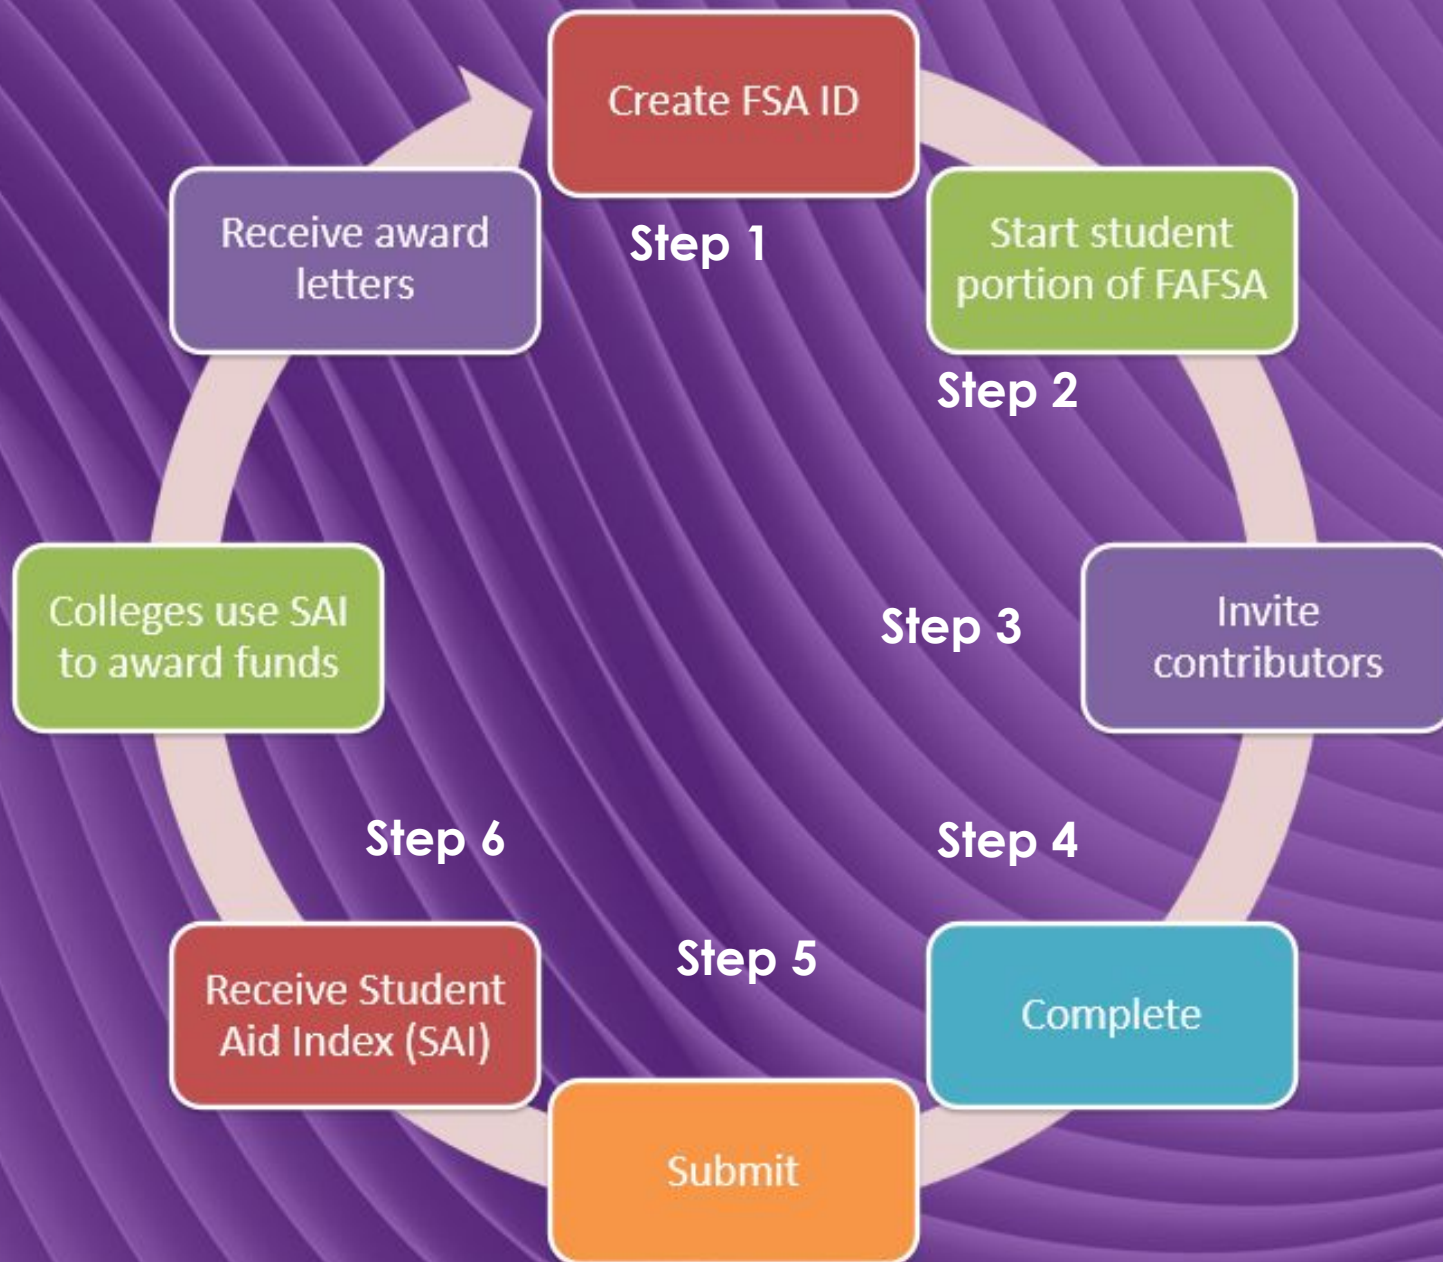 Create FSA ID
Step 1
Start student
portion of FAFSA
Step 2
Invite
contributors
Step 3
Step 4
Complete
Step 5
Submit
Step 6
Receive Student
Aid Index (SAI)
Colleges use SAI
to award funds
Receive award
letters